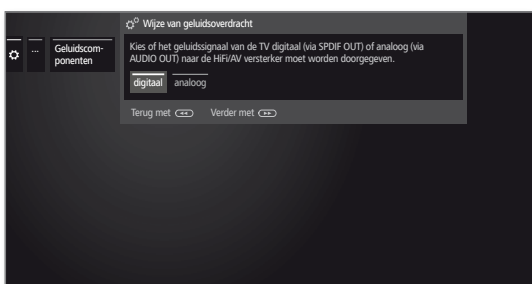 Wijze van geluidsoverdracht
...
Geluidscom-
ponenten
Kies of het geluidssignaal van de TV digitaal (via SPDIF OUT) of analoog (via
AUDIO OUT) naar de HiFi/AV versterker moet worden doorgegeven.
digitaal analoog
Terug met Verder met